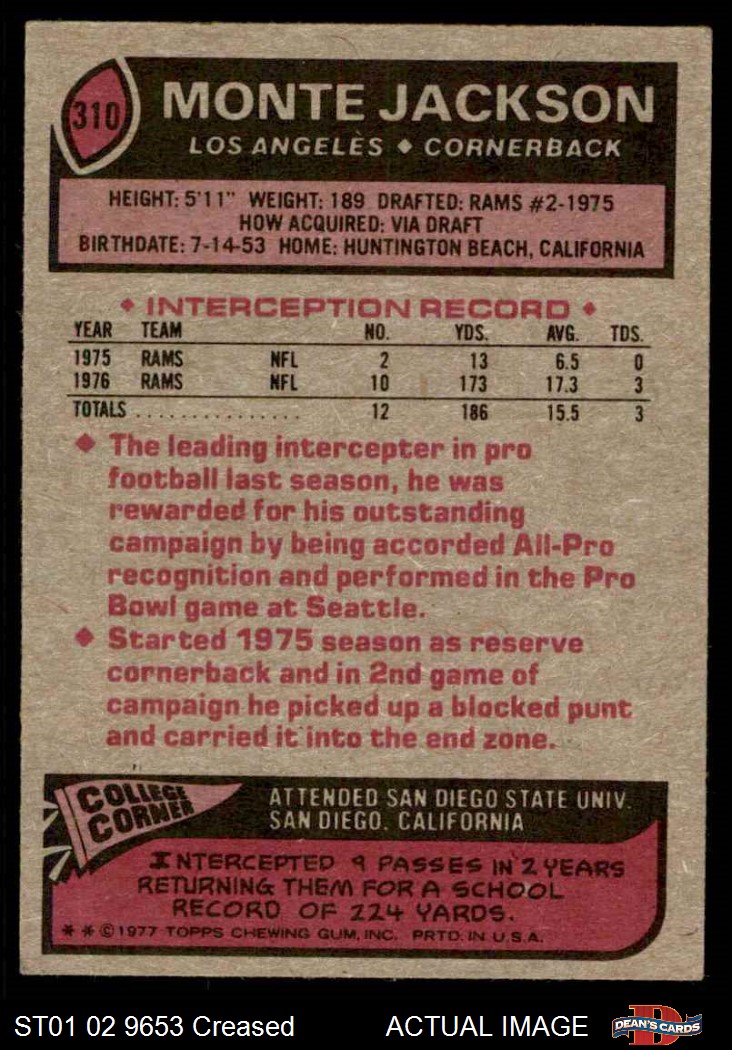 310
MONTE JACKSON
LOS ANGELES ♦ CORNERBACK
HEIGHT: 5'11" WEIGHT: 189 DRAFTED: RAMS #2-1975
HOW ACQUIRED: VIA DRAFT
BIRTHDATE: 7-14-53 HOME: HUNTINGTON BEACH, CALIFORNIA
♦ INTERCEPTION RECORD ♦
YEAR TEAM NO. YDS. AVG. TDS.
1975 RAMS NFL 2 13 6.5 0
1976 RAMS NFL 10 173 17.3 3
TOTALS ................ 12 186 15.5 3
♦ The leading intercepter in pro
football last season, he was
rewarded for his outstanding
campaign by being accorded All-Pro
recognition and performed in the Pro
Bowl game at Seattle.
♦ Started 1975 season as reserve
cornerback and in 2nd game of
campaign he picked up a blocked punt
and carried it into the end zone.
COLLEGE
CORNER
ATTENDED SAN DIEGO STATE UNIV.
SAN DIEGO, CALIFORNIA
INTERCEPTED 9 PASSES IN 2 YEARS
RETURNING THEM FOR A SCHOOL
RECORD OF 224 YARDS.
* * © 1977 TOPPS CHEWING GUM, INC. PRTD. IN U.S.A.
ST01 02 9653 Creased ACTUAL IMAGE
D
DEAN'S CARDS